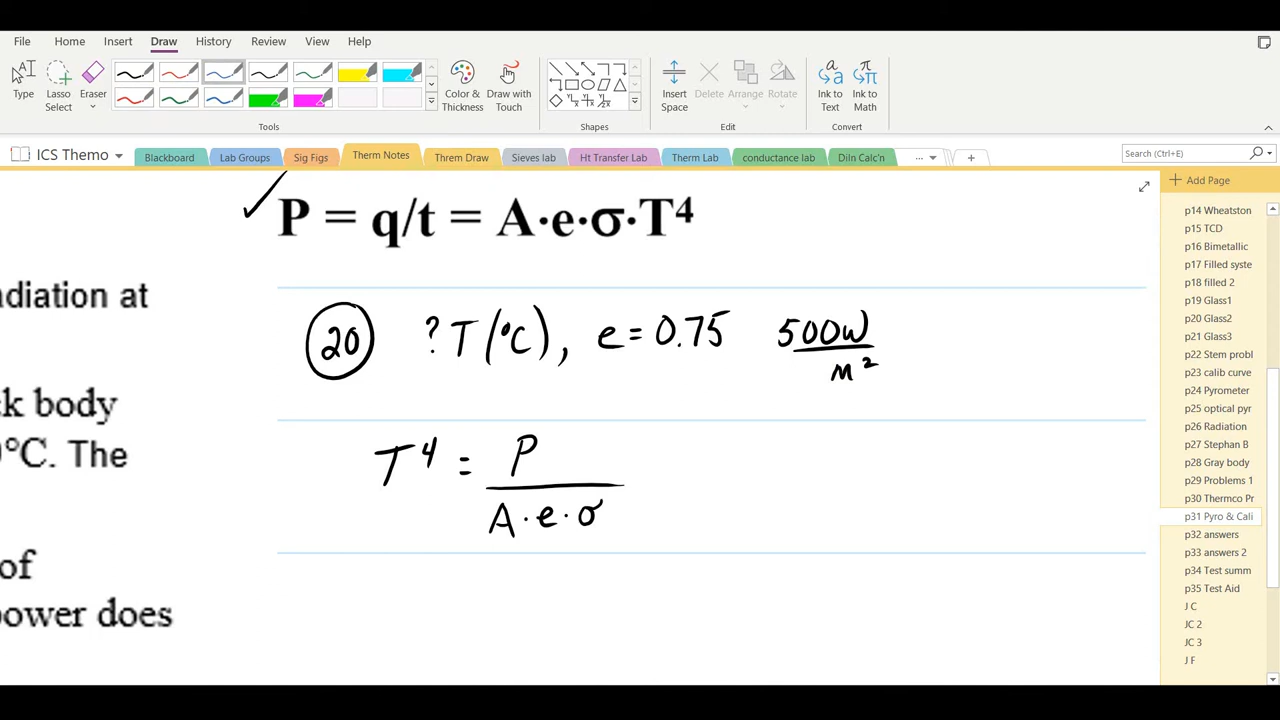 File Home Insert Draw History Review View Help
Type Lasso Select Eraser Color & Thickness Draw with Touch Insert Space Delete Arrange Rotate Ink to Text Ink to Math
Tools Shapes Edit Convert
ICS Themo Blackboard Lab Groups Sig Figs Therm Notes Threm Draw Sieves lab Ht Transfer Lab Therm Lab conductance lab Diln Calc'n ... + Search (Ctrl+E)
P = q/t = A·e·σ·T⁴
diation at
20 ? T (°C), e = 0.75 500W
m²
ck body
°C. The
T⁴ = P
A · e · σ
of
power does
Add Page
p14 Wheatston
p15 TCD
p16 Bimetallic
p17 Filled syste
p18 filled 2
p19 Glass1
p20 Glass2
p21 Glass3
p22 Stem probl
p23 calib curve
p24 Pyrometer
p25 optical pyr
p26 Radiation
p27 Stephan B
p28 Gray body
p29 Problems 1
p30 Thermco Pr
p31 Pyro & Cali
p32 answers
p33 answers 2
p34 Test summ
p35 Test Aid
J C
JC 2
JC 3
J F